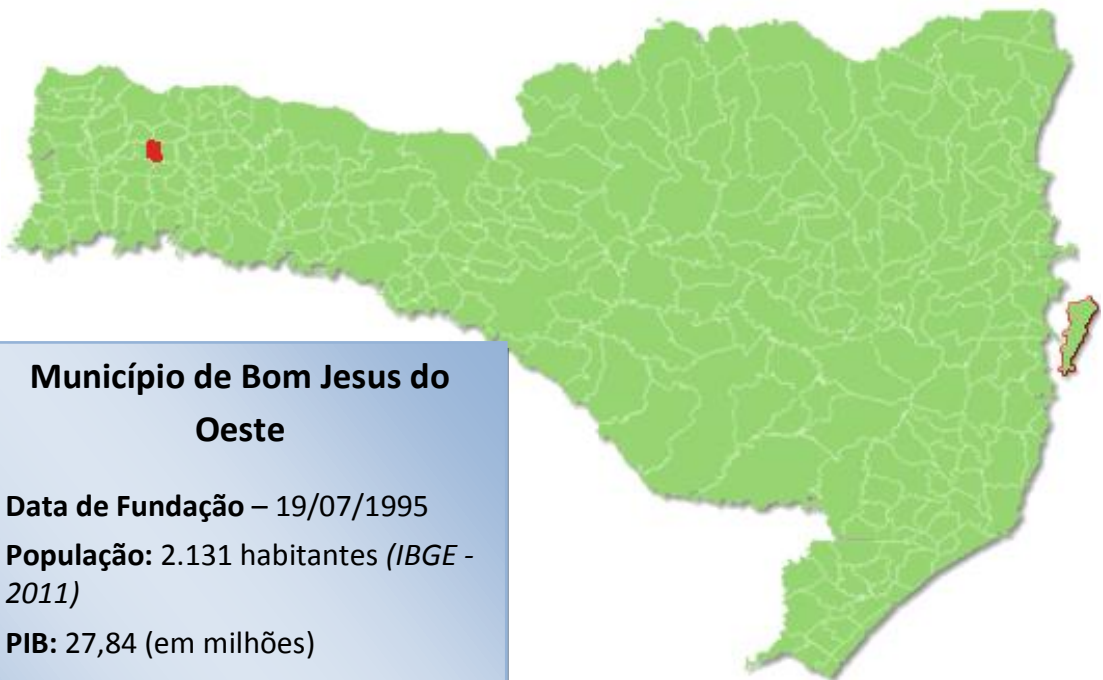 Município de Bom Jesus do
Oeste
Data de Fundação – 19/07/1995
População: 2.131 habitantes (IBGE -
2011)
PIB: 27,84 (em milhões)